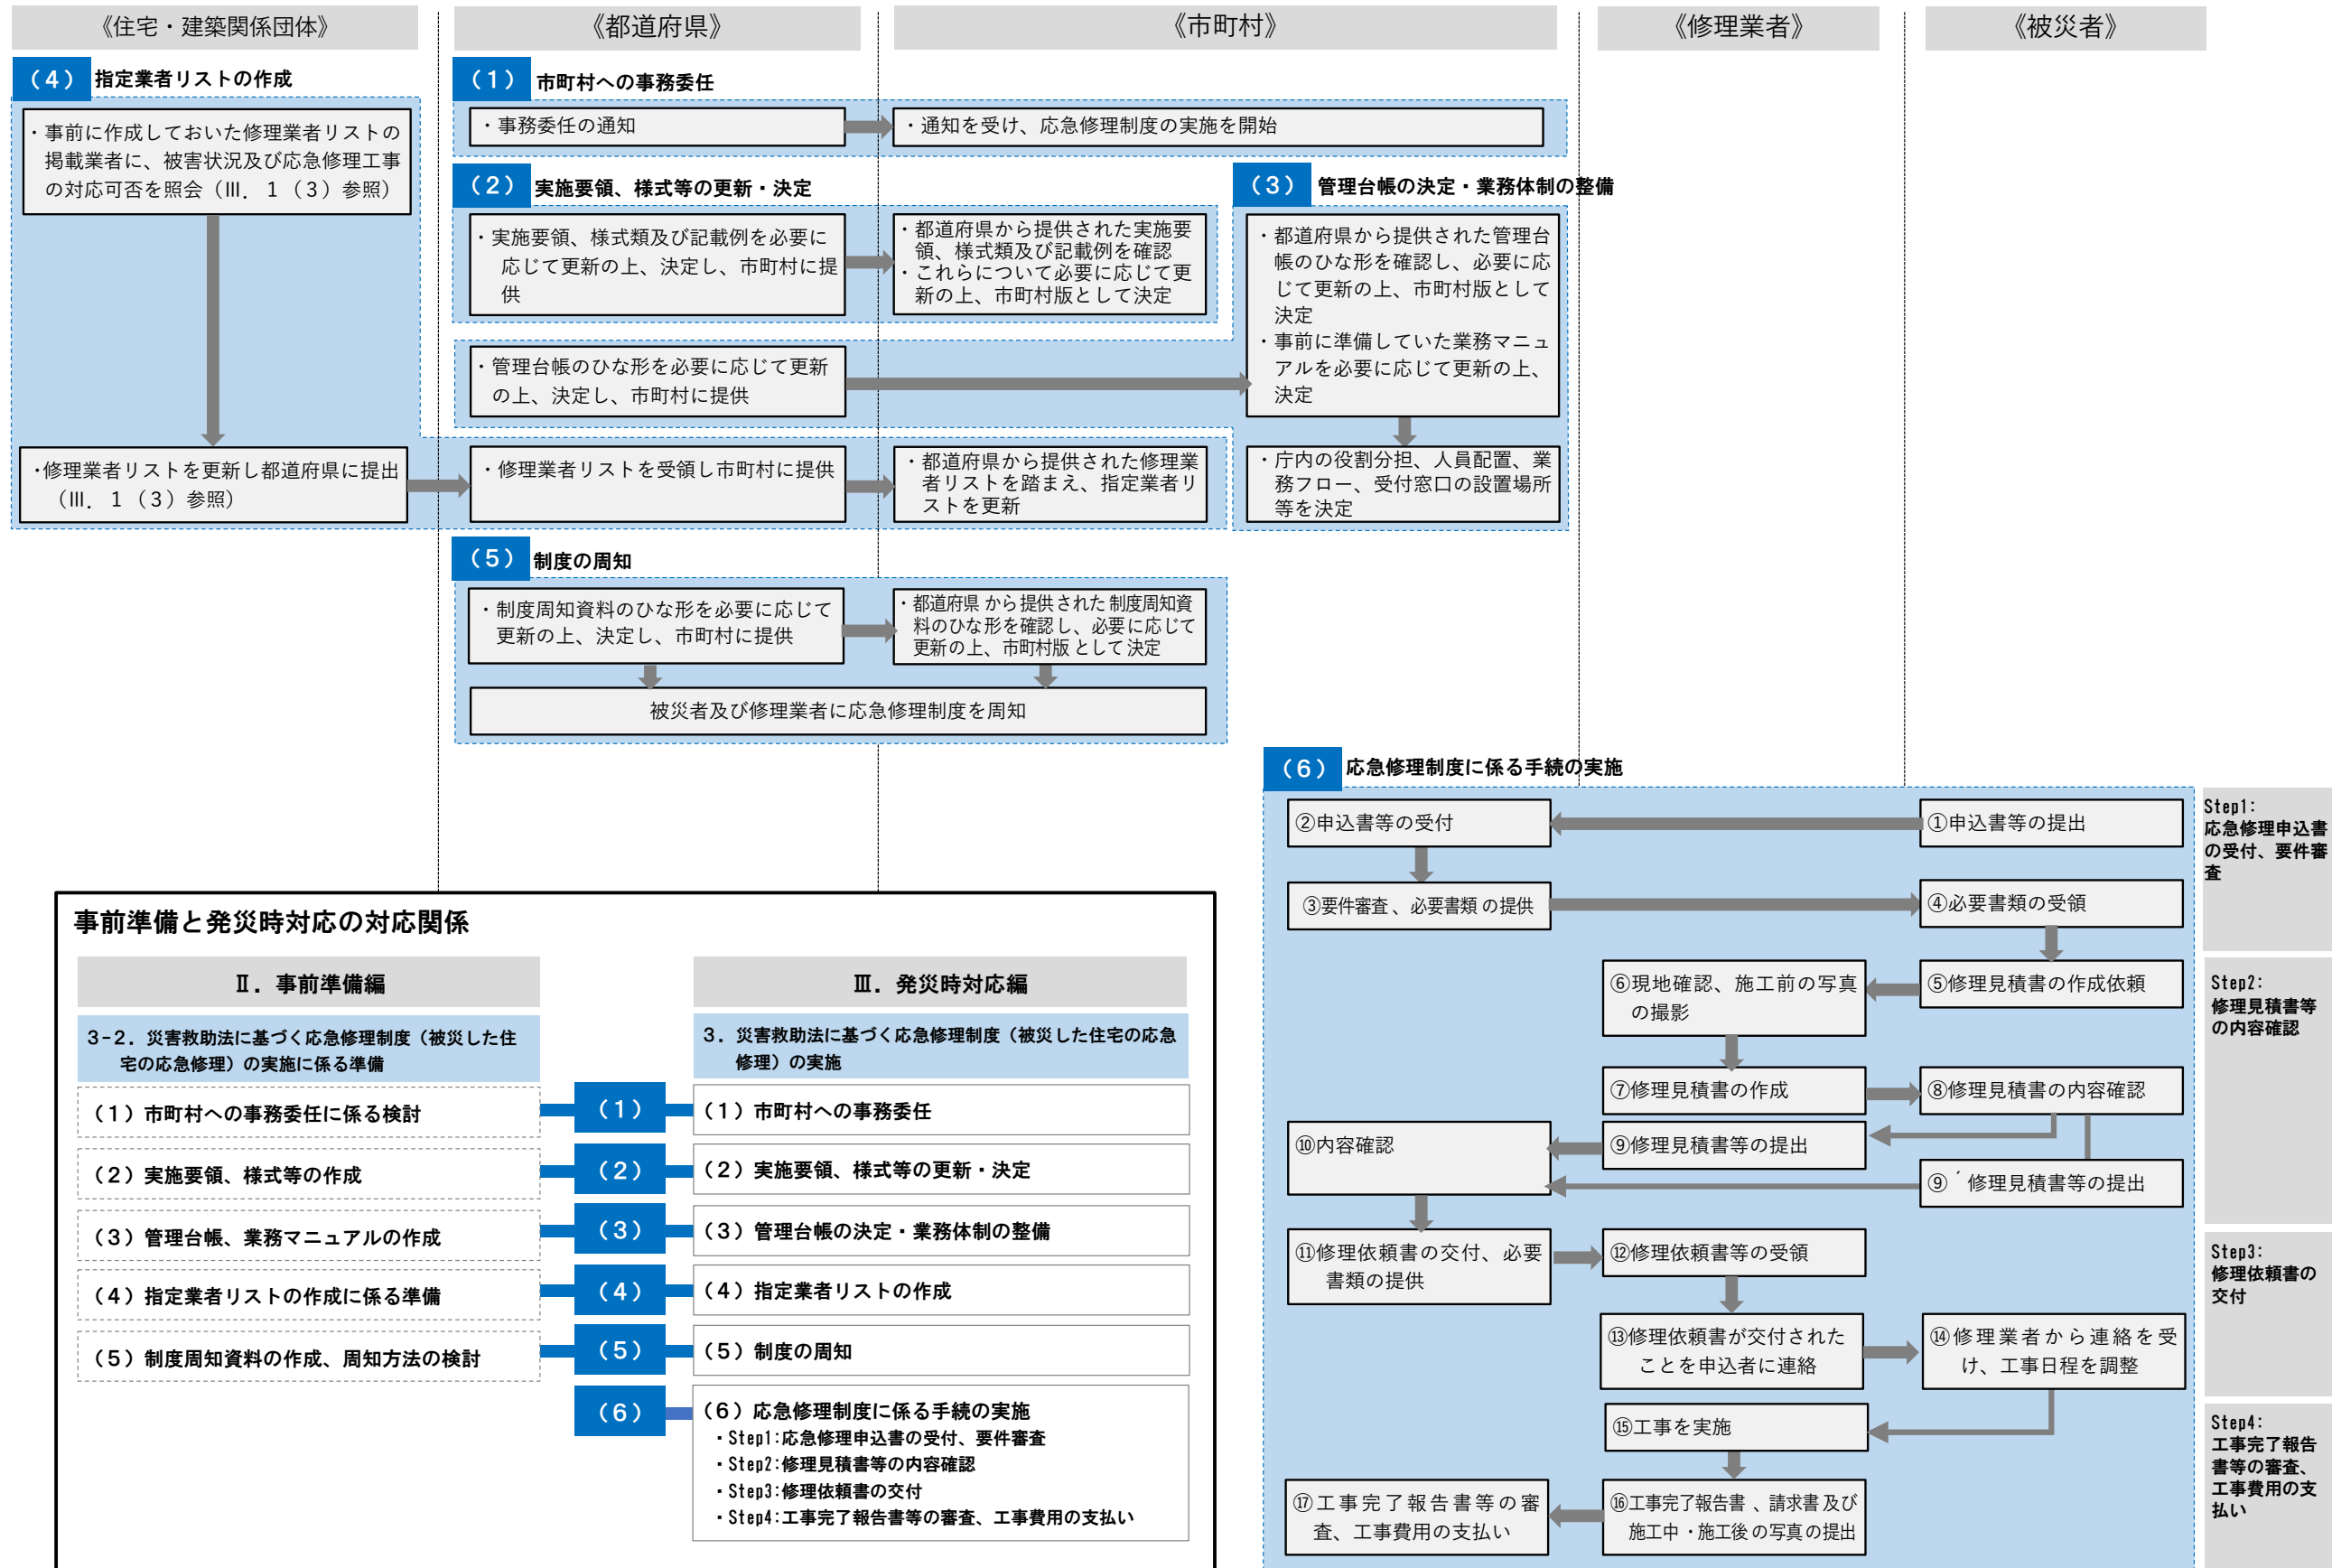 《住宅・建築関係団体》
《都道府県》
《市町村》
《修理業者》
《被災者》
（4） 指定業者リストの作成
・事前に作成しておいた修理業者リストの
掲載業者に、被害状況及び応急修理工事
の対応可否を照会（Ⅲ．１（３）参照）
・修理業者リストを更新し都道府県に提出
（Ⅲ．１（３）参照）
（1） 市町村への事務委任
・事務委任の通知
・通知を受け、応急修理制度の実施を開始
（2） 実施要領、様式等の更新・決定
・実施要領、様式類及び記載例を必要に
応じて更新の上、決定し、市町村に提
供
・都道府県から提供された実施要
領、様式類及び記載例を確認
・これらについて必要に応じて更
新の上、市町村版として決定
（3） 管理台帳の決定・業務体制の整備
・管理台帳のひな形を必要に応じて更新
の上、決定し、市町村に提供
・都道府県から提供された管理台
帳のひな形を確認し、必要に応
じて更新の上、市町村版として
決定
・事前に準備していた業務マニュ
アルを必要に応じて更新の上、
決定
・庁内の役割分担、人員配置、業
務フロー、受付窓口の設置場所
等を決定
・修理業者リストを受領し市町村に提供
・都道府県から提供された修理業
者リストを踏まえ、指定業者リ
ストを更新
（5） 制度の周知
・制度周知資料のひな形を必要に応じて
更新の上、決定し、市町村に提供
・都道府県から提供された制度周知資
料のひな形を確認し、必要に応じて
更新の上、市町村版として決定
被災者及び修理業者に応急修理制度を周知
（6） 応急修理制度に係る手続の実施
①申込書等の提出
②申込書等の受付
③要件審査、必要書類の提供
④必要書類の受領
⑤修理見積書の作成依頼
⑥現地確認、施工前の写真
の撮影
⑦修理見積書の作成
⑧修理見積書の内容確認
⑨修理見積書等の提出
⑨´修理見積書等の提出
⑩内容確認
⑪修理依頼書の交付、必要
書類の提供
⑫修理依頼書等の受領
⑬修理依頼書が交付された
ことを申込者に連絡
⑭修理業者から連絡を受
け、工事日程を調整
⑮工事を実施
⑯工事完了報告書、請求書及び
施工中・施工後の写真の提出
⑰工事完了報告書等の審
査、工事費用の支払い
Step1:
応急修理申込書
の受付、要件審
査
Step2:
修理見積書等
の内容確認
Step3:
修理依頼書の
交付
Step4:
工事完了報告
書等の審査、
工事費用の支
払い
事前準備と発災時対応の対応関係
Ⅱ．事前準備編
3-2．災害救助法に基づく応急修理制度（被災した住
宅の応急修理）の実施に係る準備
（1）市町村への事務委任に係る検討
（2）実施要領、様式等の作成
（3）管理台帳、業務マニュアルの作成
（4）指定業者リストの作成に係る準備
（5）制度周知資料の作成、周知方法の検討
（1）
（2）
（3）
（4）
（5）
（6）
Ⅲ．発災時対応編
3．災害救助法に基づく応急修理制度（被災した住宅の応急
修理）の実施
（1）市町村への事務委任
（2）実施要領、様式等の更新・決定
（3）管理台帳の決定・業務体制の整備
（4）指定業者リストの作成
（5）制度の周知
（6）応急修理制度に係る手続の実施
・Step1:応急修理申込書の受付、要件審査
・Step2:修理見積書等の内容確認
・Step3:修理依頼書の交付
・Step4:工事完了報告書等の審査、工事費用の支払い